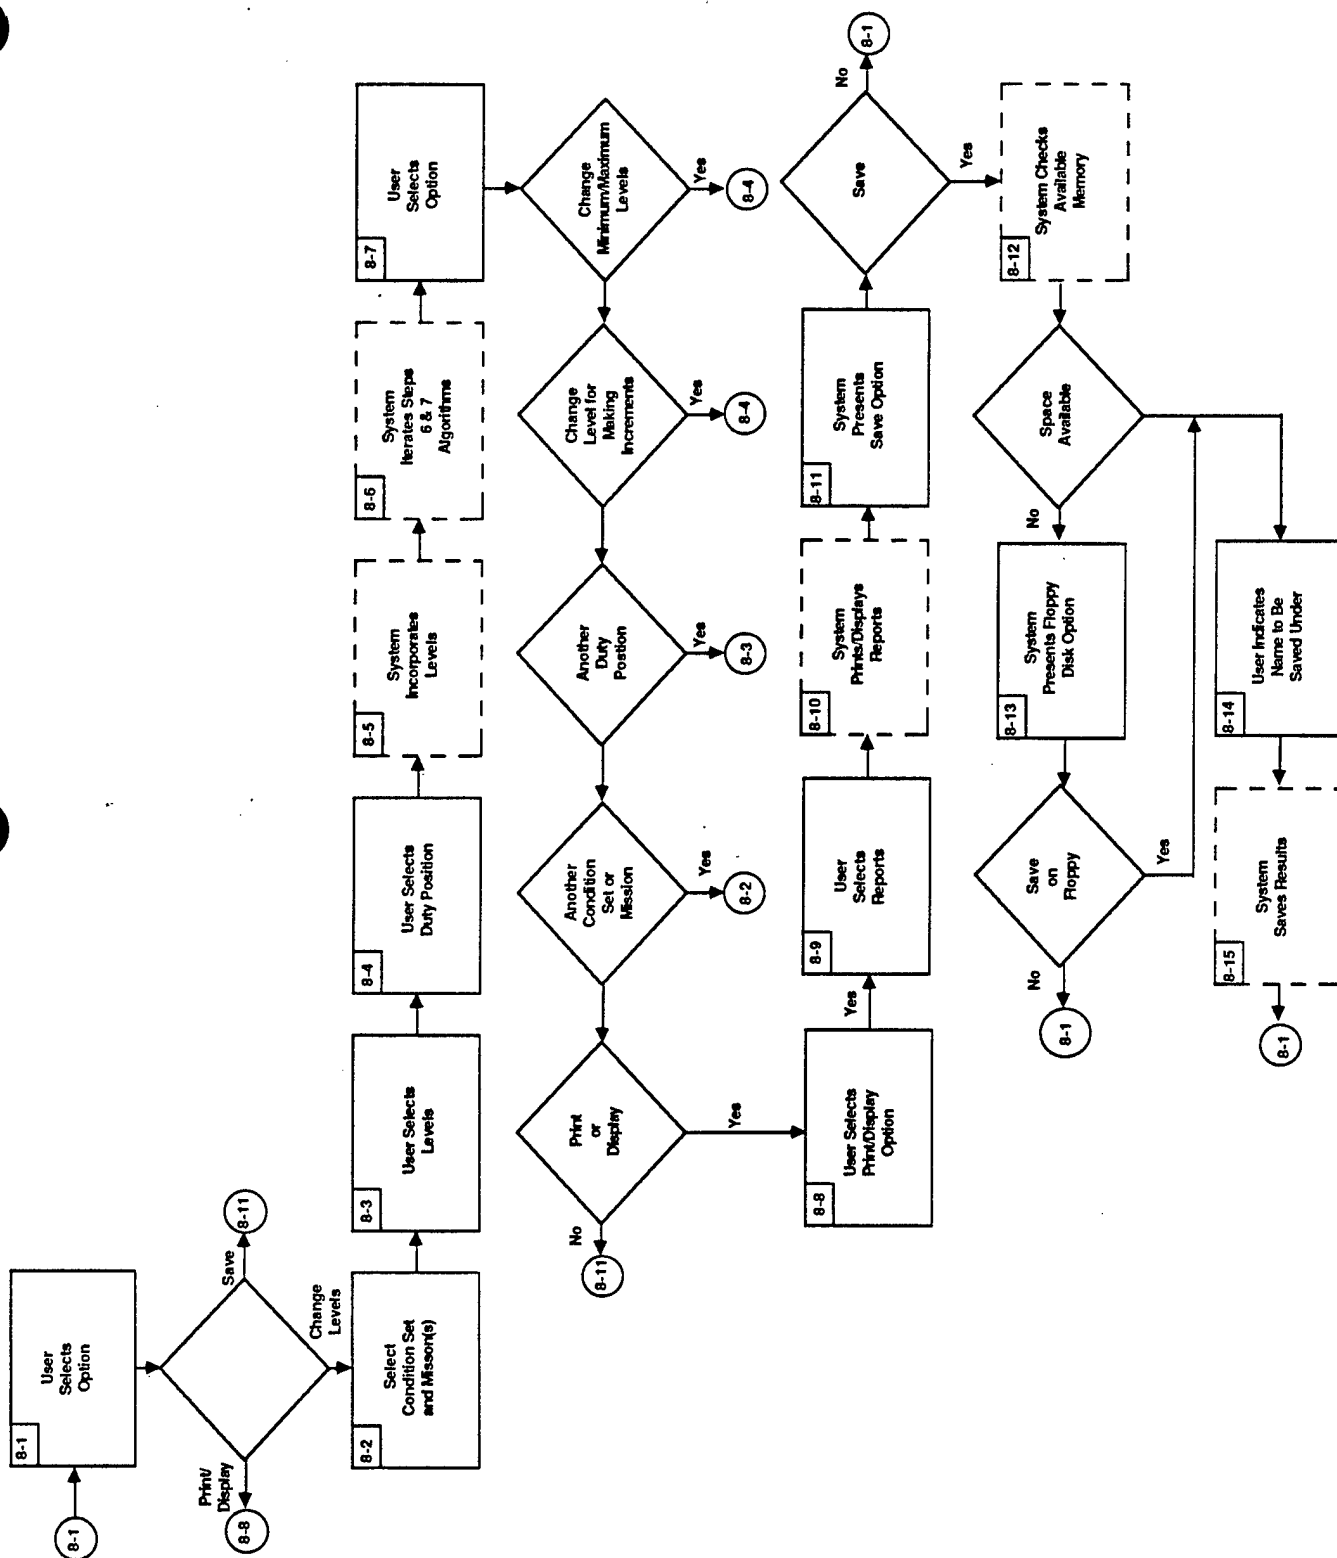 8-1
8-1
User
Selects
Option
Print/
Display
8-8
Save
8-11
Change
Levels
8-2
Select
Condition Set
and Misson(s)
8-3
User Selects
Levels
8-4
User Selects
Duty Position
8-5
System
Incorporates
Levels
8-6
System
Iterates Steps
6 & 7
Algorithms
8-7
User
Selects
Option
Change
Minimum/Maximum
Levels
Yes
8-4
Change
Level for
Making
Increments
Yes
8-4
Another
Duty
Postion
Yes
8-3
Another
Condition
Set or
Mission
Yes
8-2
Print
or
Display
No
8-11
Yes
8-8
User Selects
Print/Display
Option
Yes
8-9
User
Selects
Reports
8-10
System
Prints/Displays
Reports
8-11
System
Presents
Save Option
Save
No
8-1
Yes
8-12
System Checks
Available
Memory
Space
Available
No
8-13
System
Presents Floppy
Disk Option
Save
on
Floppy
No
8-1
Yes
8-14
User Indicates
Name to Be
Saved Under
8-15
System
Saves Results
8-1